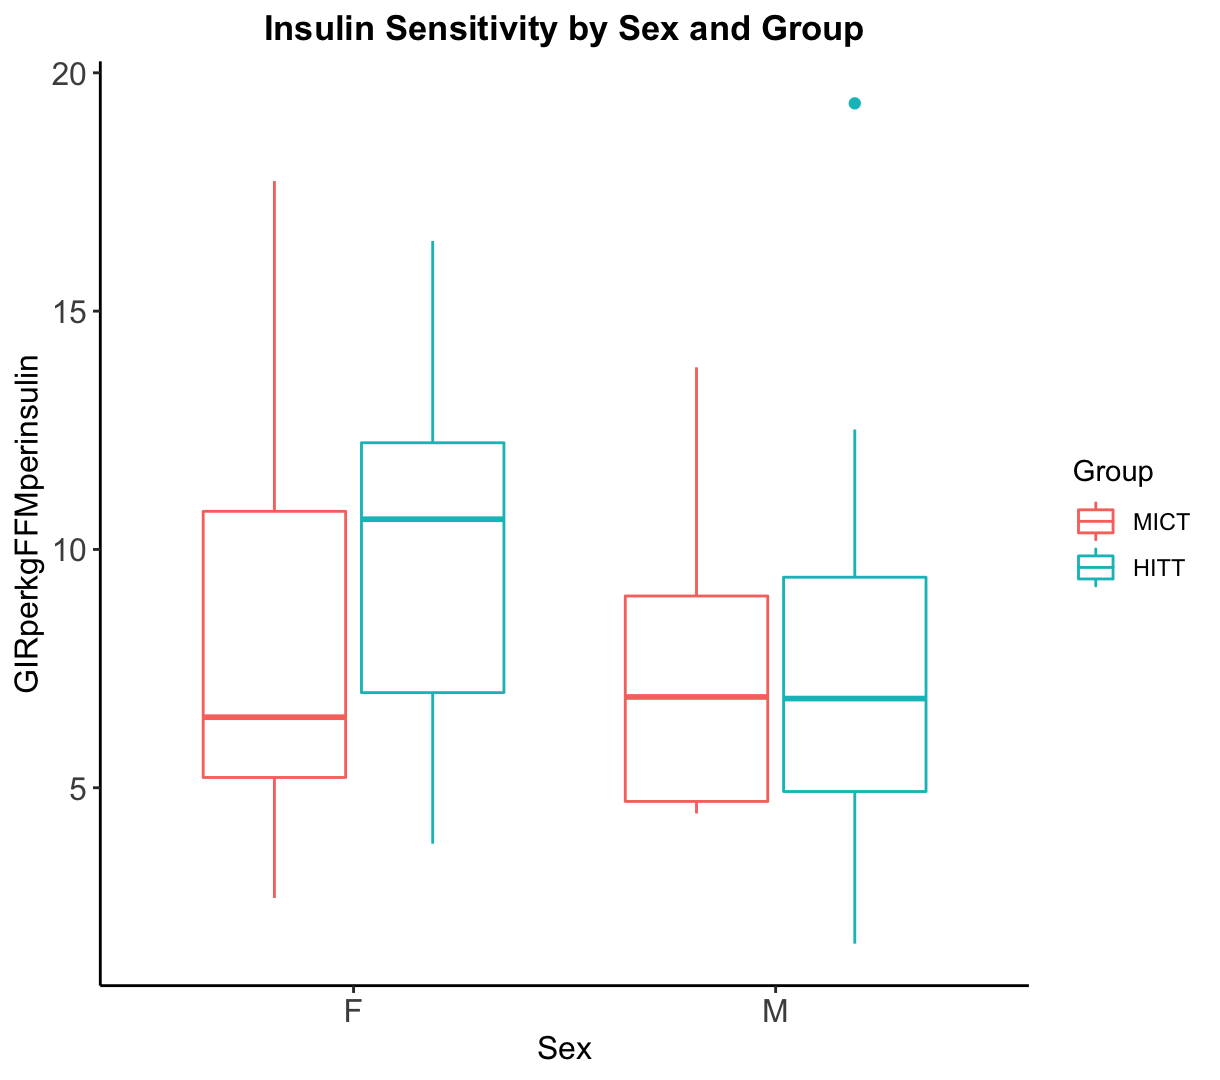 Insulin Sensitivity by Sex and Group
GIRperkgFFMperinsulin
20
15
10
5
F
M
Sex
Group
MICT
HITT